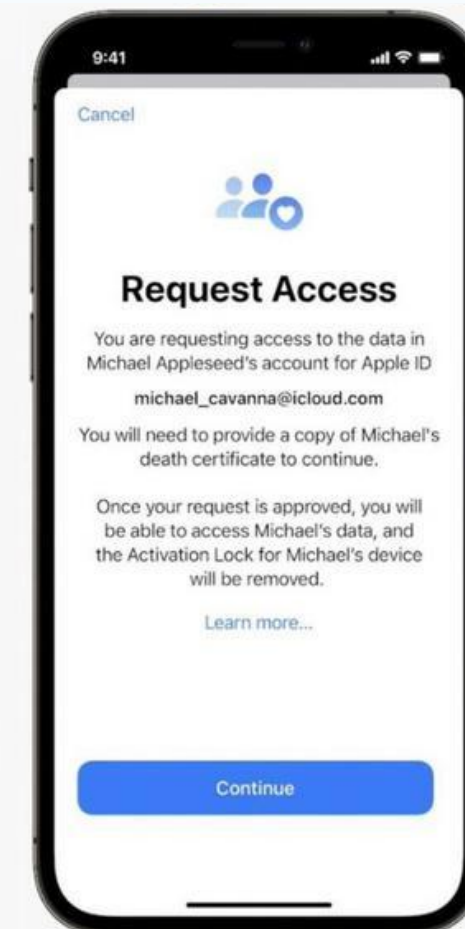 9:41
Cancel
Request Access
You are requesting access to the data in
Michael Appleseed's account for Apple ID
michael_cavanna@icloud.com
You will need to provide a copy of Michael's
death certificate to continue.
Once your request is approved, you will
be able to access Michael's data, and
the Activation Lock for Michael's device
will be removed.
Learn more...
Continue